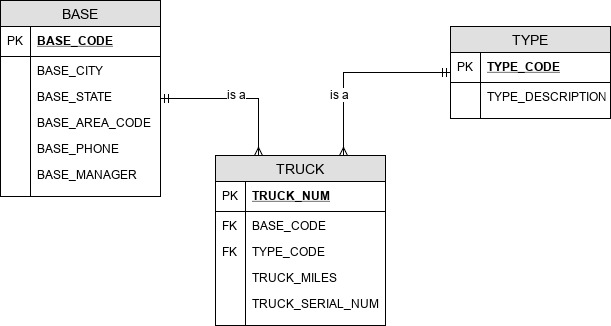 BASE
PK BASE_CODE
BASE_CITY
BASE_STATE
BASE_AREA_CODE
BASE_PHONE
BASE_MANAGER
TYPE
PK TYPE_CODE
TYPE_DESCRIPTION
is a
is a
TRUCK
PK TRUCK_NUM
FK BASE_CODE
FK TYPE_CODE
TRUCK_MILES
TRUCK_SERIAL_NUM